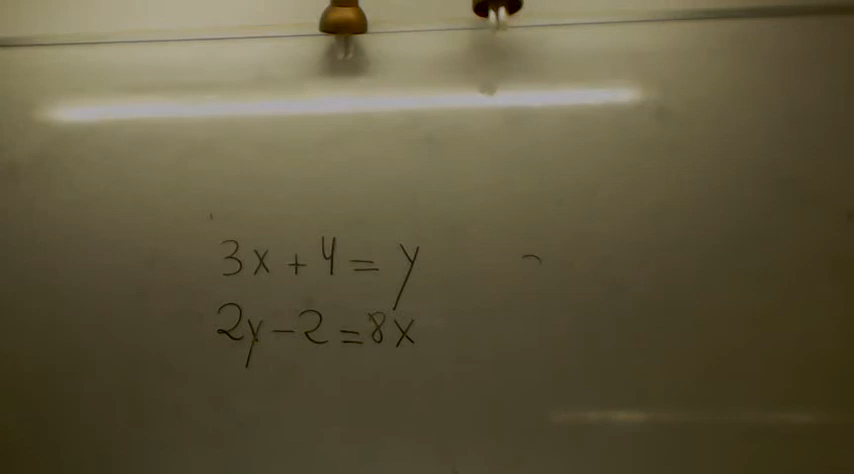 3x + 4 = y
2y - 2 = 8x